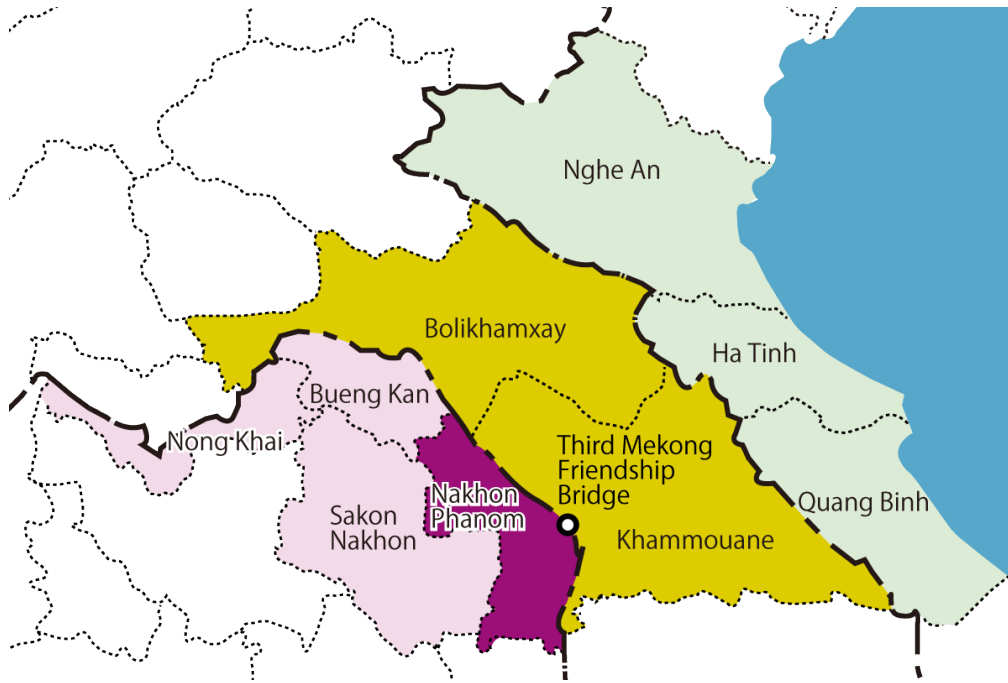 Nghe An
Bolikhamxay
Ha Tinh
Bueng Kan
Nong Khai
Third Mekong
Friendship
Bridge
Nakhon
Phanom
Quang Binh
Sakon
Nakhon
Khammouane